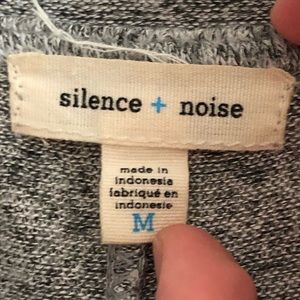 silence + noise
made in
indonesia
fabriqué en
indonésie
M